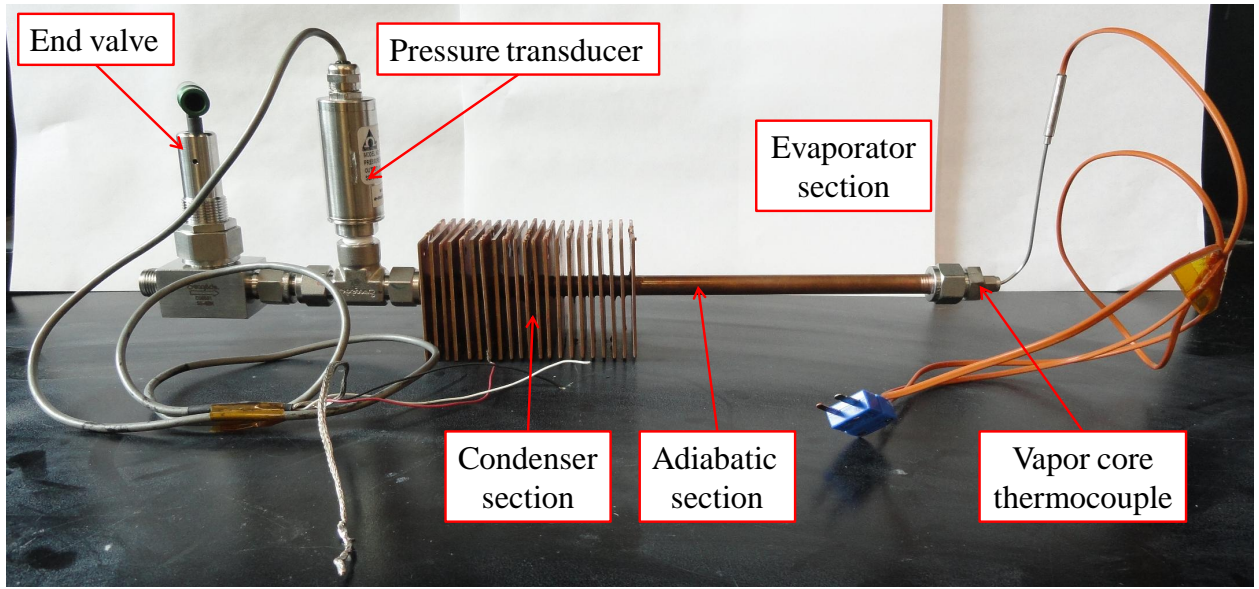 End valve
Pressure transducer
Evaporator
section
Condenser
section
Adiabatic
section
Vapor core
thermocouple